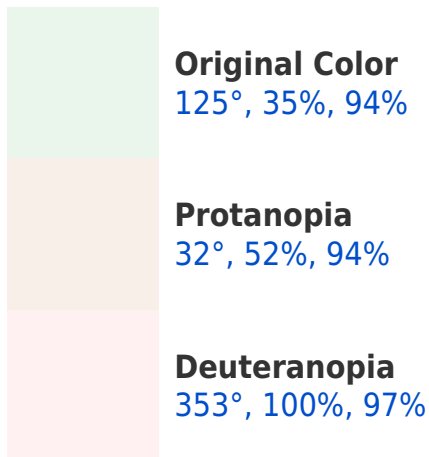 Original Color
125°, 35%, 94%
Protanopia
32°, 52%, 94%
Deuteranopia
353°, 100%, 97%